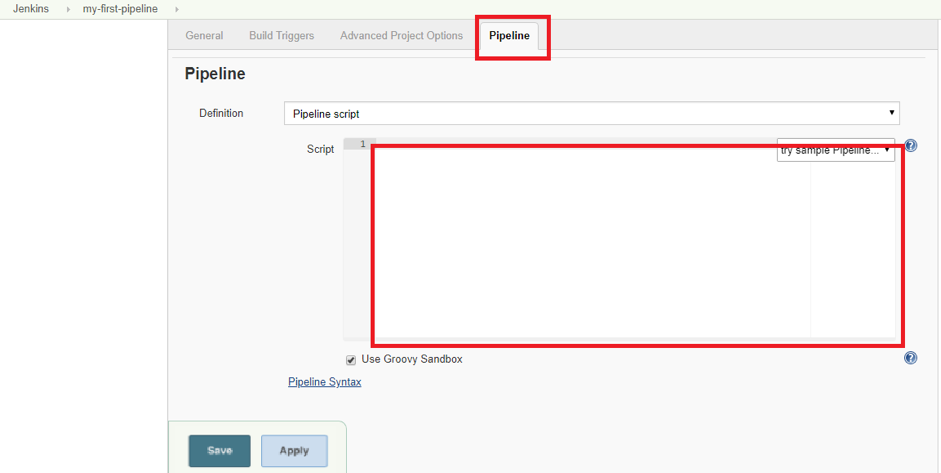 Jenkins my-first-pipeline
General Build Triggers Advanced Project Options Pipeline
Pipeline
Definition Pipeline script
Script 1 try sample Pipeline... ?
Use Groovy Sandbox ?
Pipeline Syntax
Save Apply